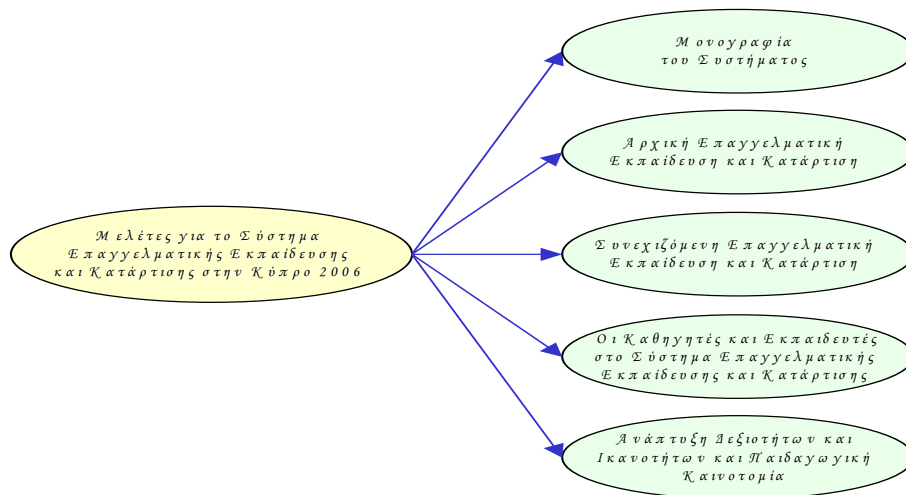 Μονογραφία
του Συστήματος
Αρχική Επαγγελματική
Εκπαίδευση και Κατάρτιση
Μελέτες για το Σύστημα
Επαγγελματικής Εκπαίδευσης
και Κατάρτισης στην Κύπρο 2006
Συνεχιζόμενη Επαγγελματική
Εκπαίδευση και Κατάρτιση
Οι Καθηγητές και Εκπαιδευτές
στο Σύστημα Επαγγελματικής
Εκπαίδευσης και Κατάρτισης
Ανάπτυξη Δεξιοτήτων και
Ικανοτήτων και Παιδαγωγική
Καινοτομία